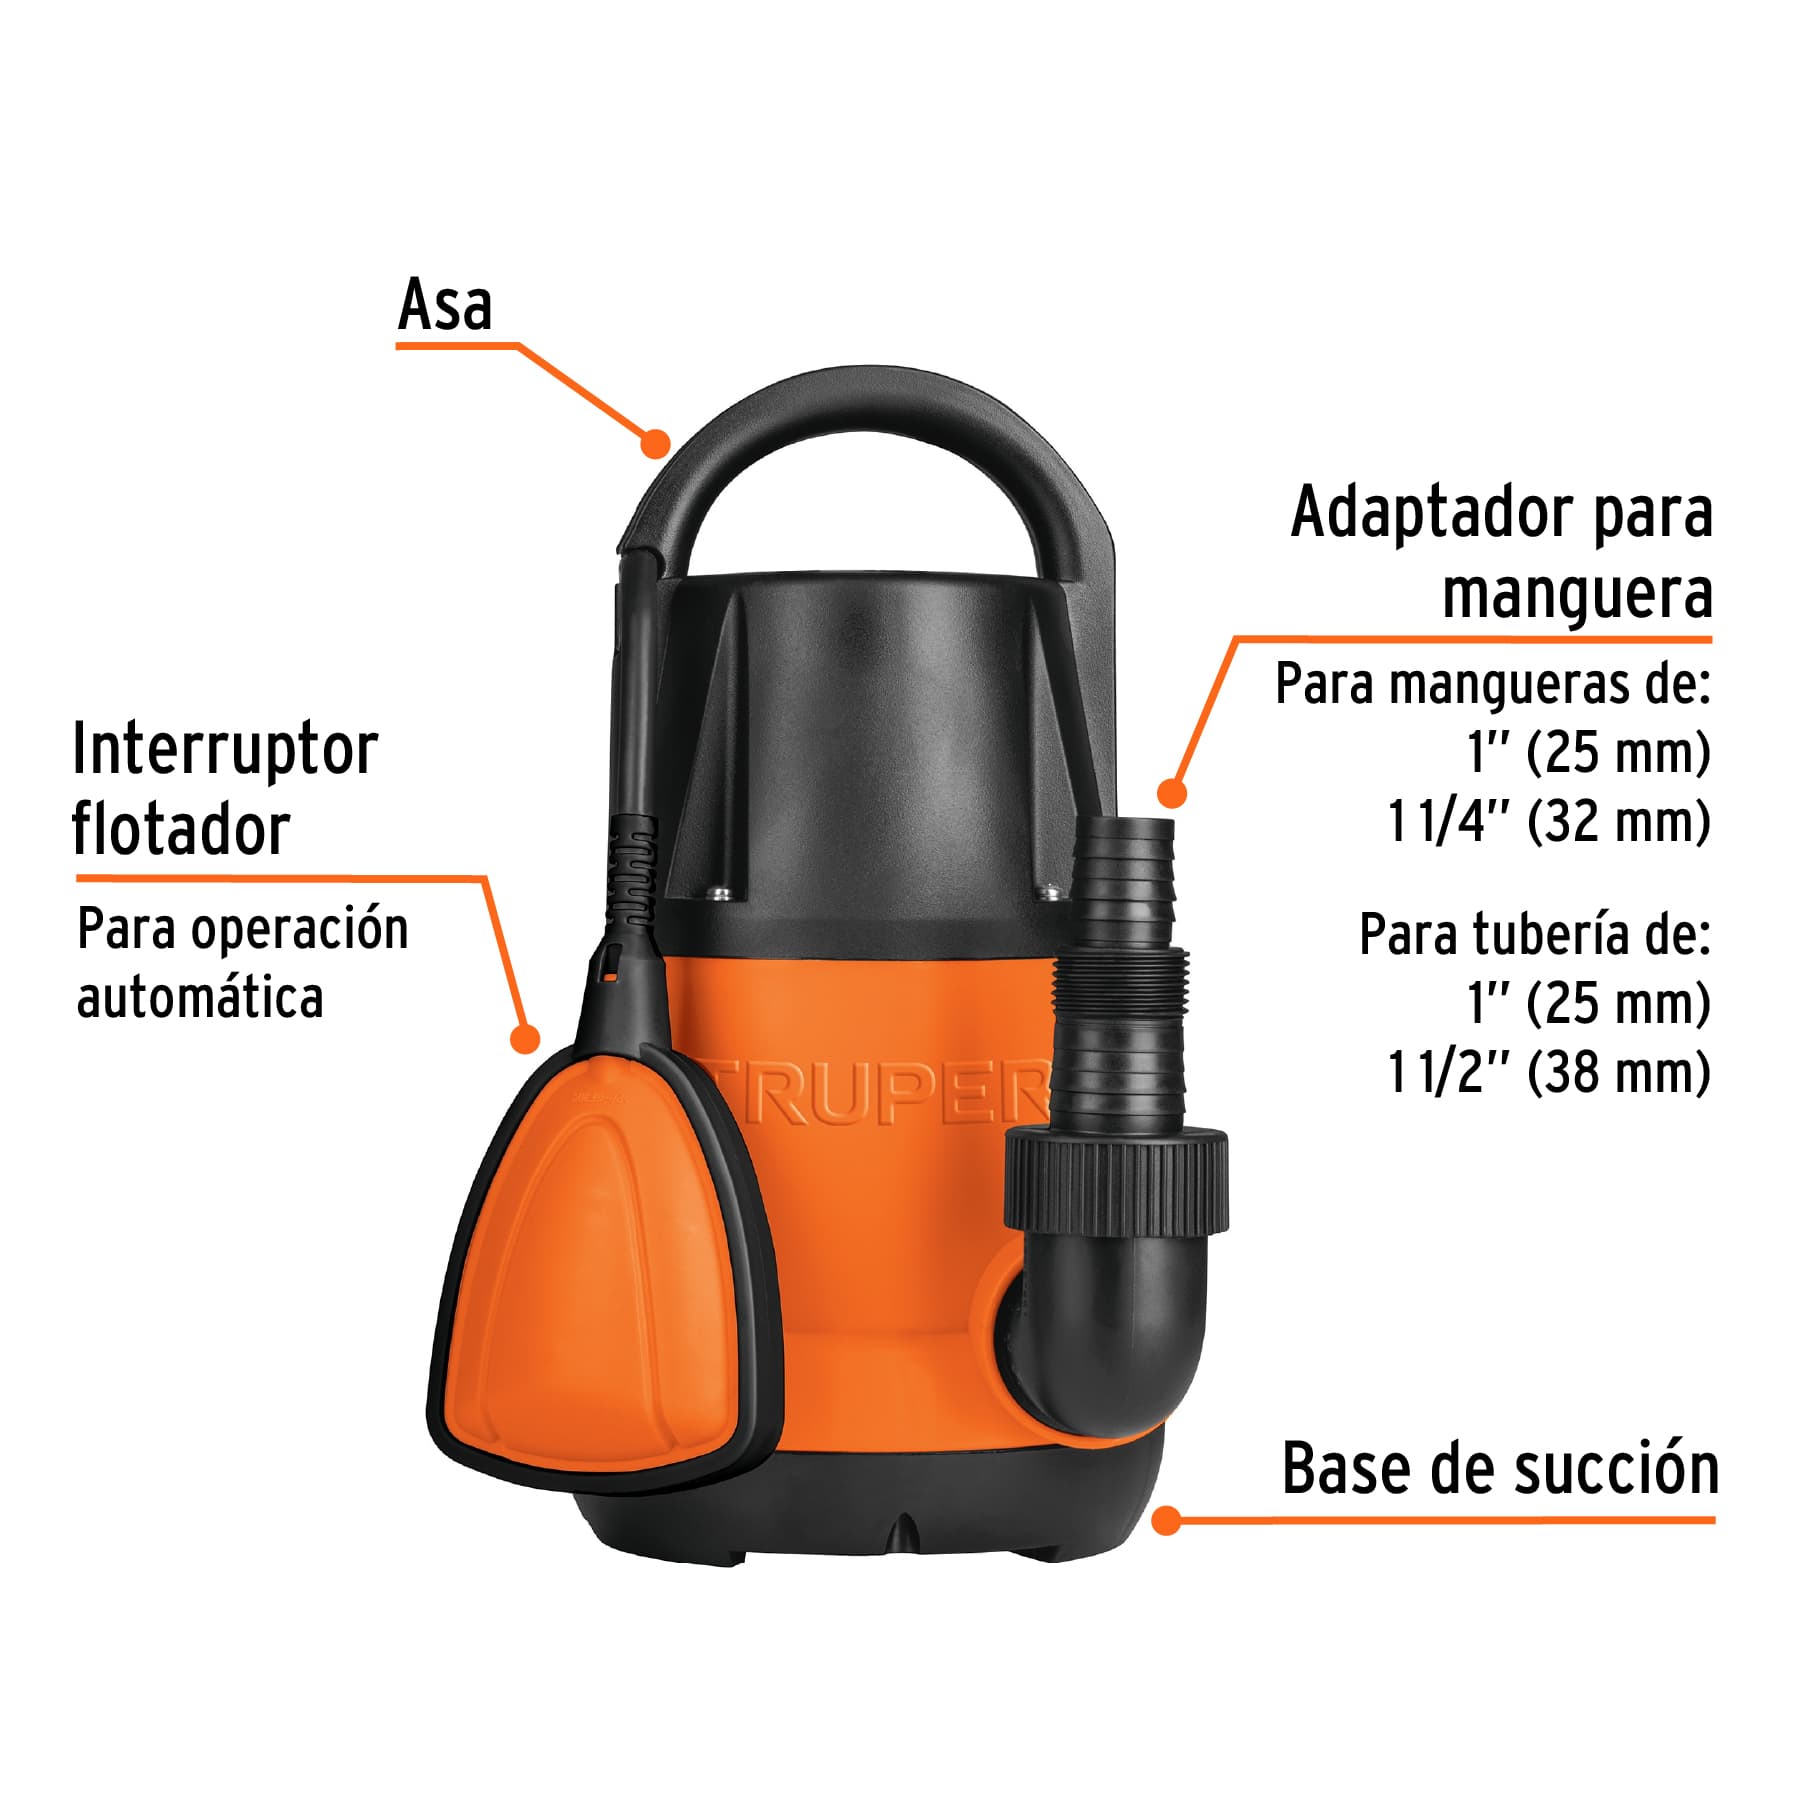 Asa
Adaptador para
manguera
Para mangueras de:
1″ (25 mm)
1 1/4″ (32 mm)
Para tubería de:
1″ (25 mm)
1 1/2″ (38 mm)
Interruptor
flotador
Para operación
automática
TRUPER
Base de succión